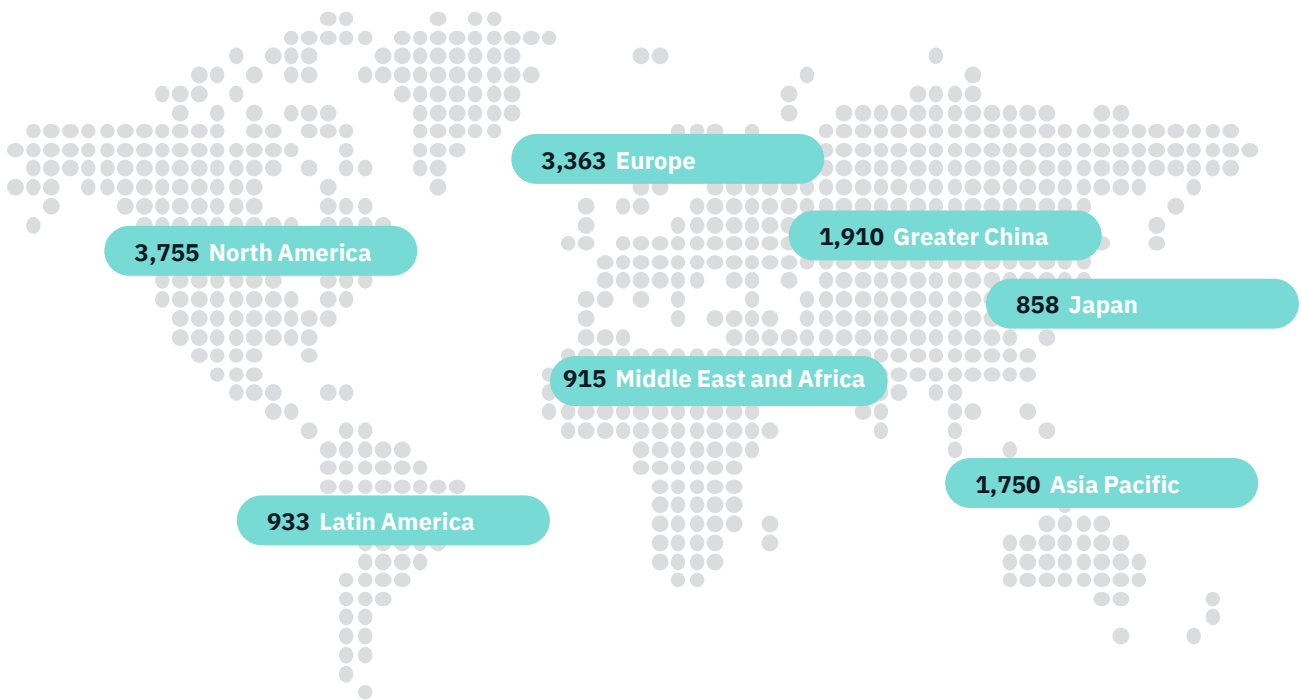 3,363 Europe
1,910 Greater China
3,755 North America
858 Japan
915 Middle East and Africa
1,750 Asia Pacific
933 Latin America